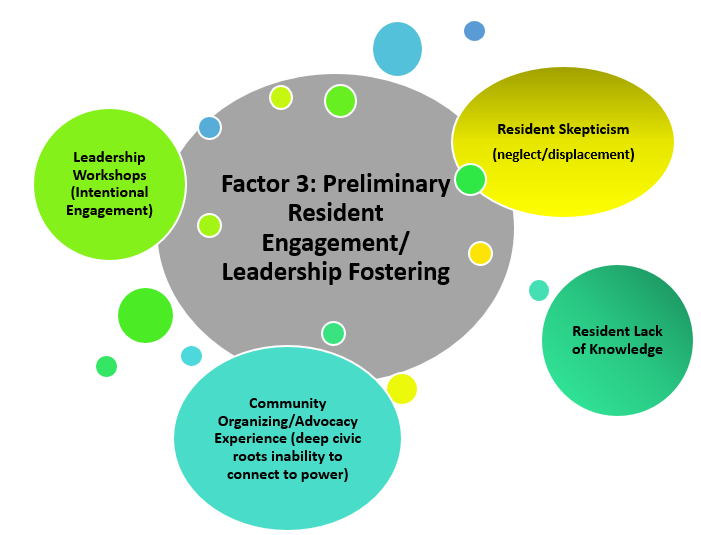 Factor 3: Preliminary
Resident
Engagement/
Leadership Fostering
Leadership
Workshops
(Intentional
Engagement)
Resident Skepticism
(neglect/displacement)
Resident Lack
of Knowledge
Community
Organizing/Advocacy
Experience (deep civic
roots inability to
connect to power)